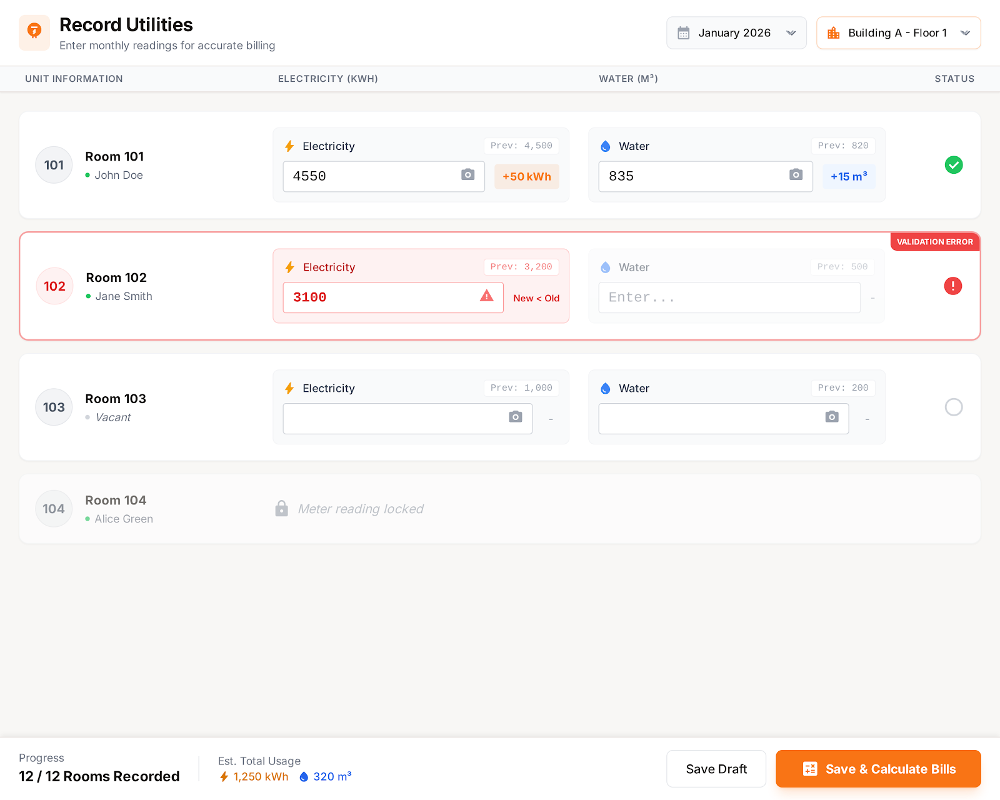 Record Utilities
Enter monthly readings for accurate billing
January 2026
Building A - Floor 1
UNIT INFORMATION
ELECTRICITY (KWH)
WATER (M³)
STATUS
101
Room 101
John Doe
Electricity
Prev: 4,500
4550
+50 kWh
Water
Prev: 820
835
+15 m³
VALIDATION ERROR
102
Room 102
Jane Smith
Electricity
Prev: 3,200
3100
New < Old
Water
Prev: 500
Enter...
-
103
Room 103
Vacant
Electricity
Prev: 1,000
-
Water
Prev: 200
-
104
Room 104
Alice Green
Meter reading locked
Progress
12 / 12 Rooms Recorded
Est. Total Usage
1,250 kWh
320 m³
Save Draft
Save & Calculate Bills